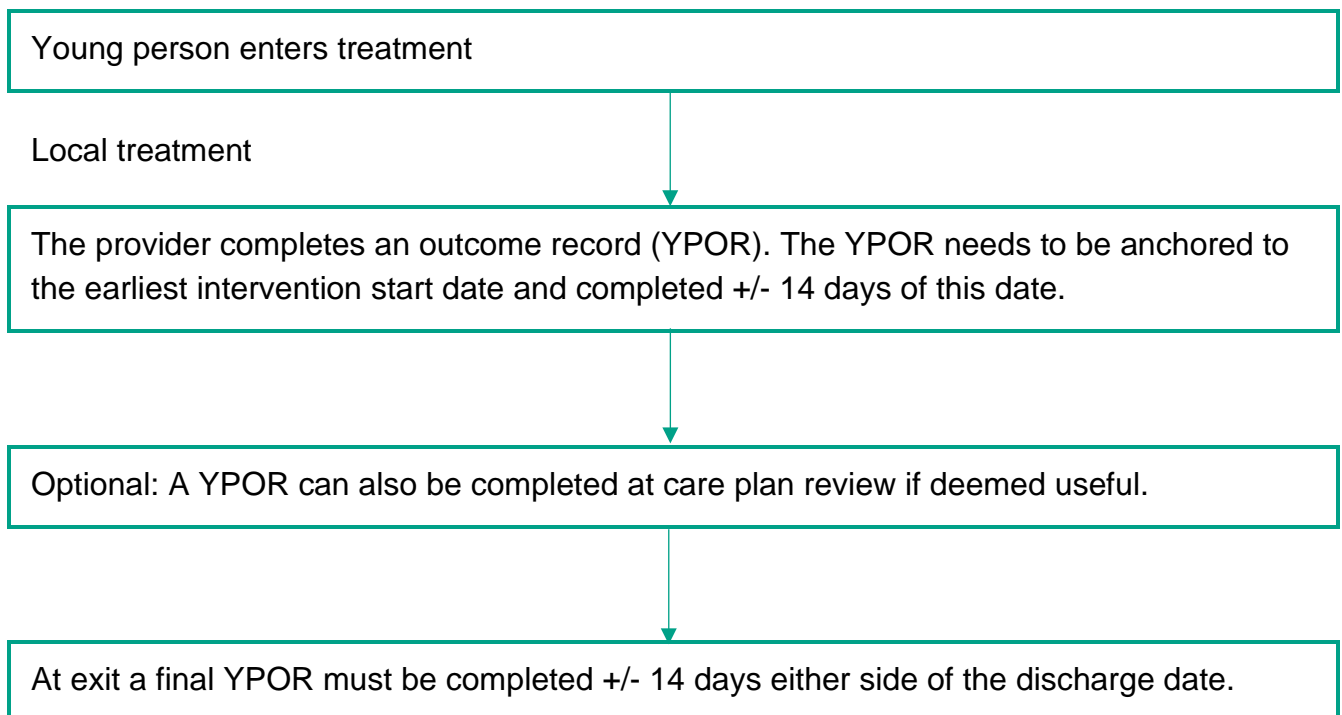 Young person enters treatment
Local treatment
The provider completes an outcome record (YPOR). The YPOR needs to be anchored to
the earliest intervention start date and completed +/- 14 days of this date.
Optional: A YPOR can also be completed at care plan review if deemed useful.
At exit a final YPOR must be completed +/- 14 days either side of the discharge date.